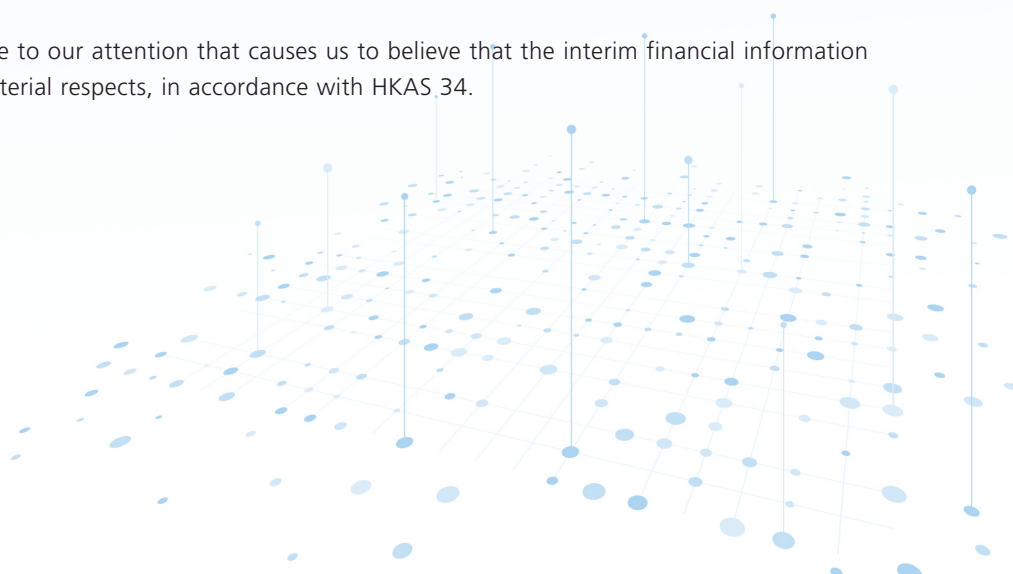 e to our attention that causes us to believe that the interim financial information
terial respects, in accordance with HKAS 34.